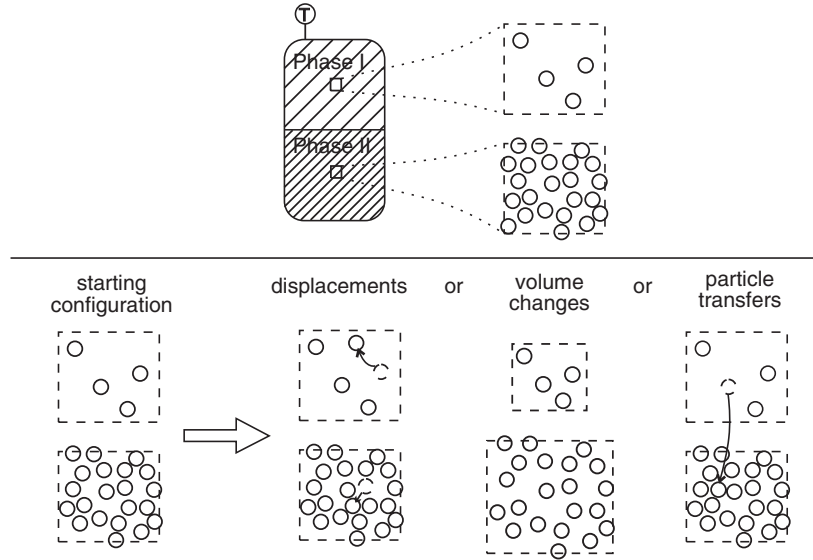 T
Phase I
Phase II
starting
configuration
displacements
or
volume
changes
or
particle
transfers